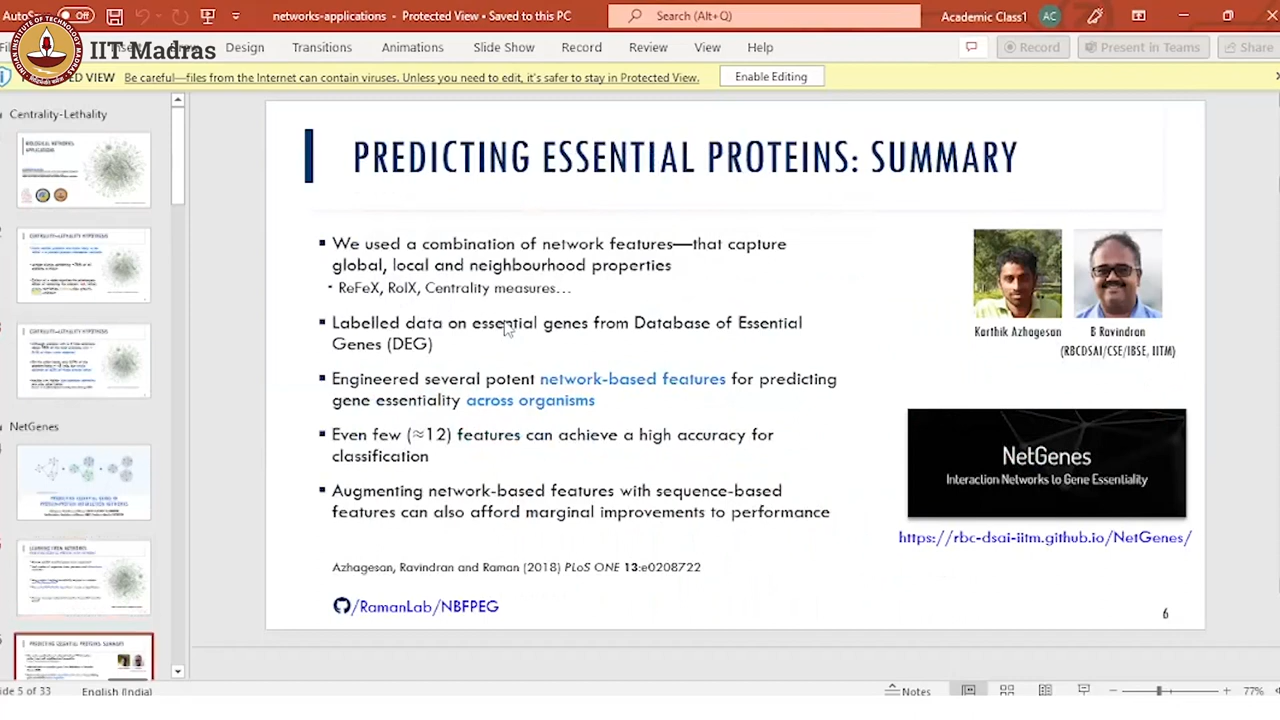 networks-applications • Protected View • Saved to this PC
Search (Alt+Q)
Academic Class1
AC
Off
IIT Madras
Design
Transitions
Animations
Slide Show
Record
Review
View
Help
Record
Present in Teams
Share
ED VIEW
Be careful—files from the Internet can contain viruses. Unless you need to edit, it's safer to stay in Protected View.
Enable Editing
Centrality-Lethality
NetGenes
PREDICTING ESSENTIAL PROTEINS: SUMMARY
We used a combination of network features—that capture
global, local and neighbourhood properties
ReFeX, RolX, Centrality measures…
Labelled data on essential genes from Database of Essential
Genes (DEG)
Engineered several potent network-based features for predicting
gene essentiality across organisms
Even few (≈12) features can achieve a high accuracy for
classification
Augmenting network-based features with sequence-based
features can also afford marginal improvements to performance
Azhagesan, Ravindran and Raman (2018) PLoS ONE 13:e0208722
/RamanLab/NBFPEG
Karthik Azhagesan
B Ravindran
(RBCDSAI/CSE/IBSE, IITM)
NetGenes
Interaction Networks to Gene Essentiality
https://rbc-dsai-iitm.github.io/NetGenes/
6
lide 5 of 33
English (India)
Notes
77%